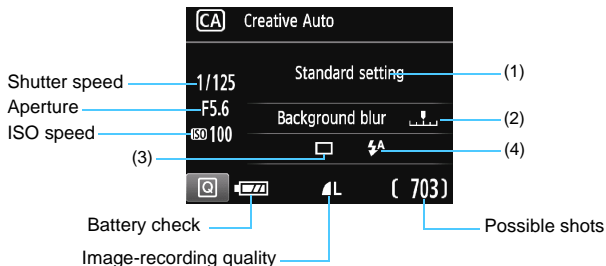 CA Creative Auto
Shutter speed 1/125 Standard setting (1)
Aperture F5.6
ISO speed ISO 100 Background blur (2)
(3) A (4)
Q L [ 703]
Battery check Possible shots
Image-recording quality